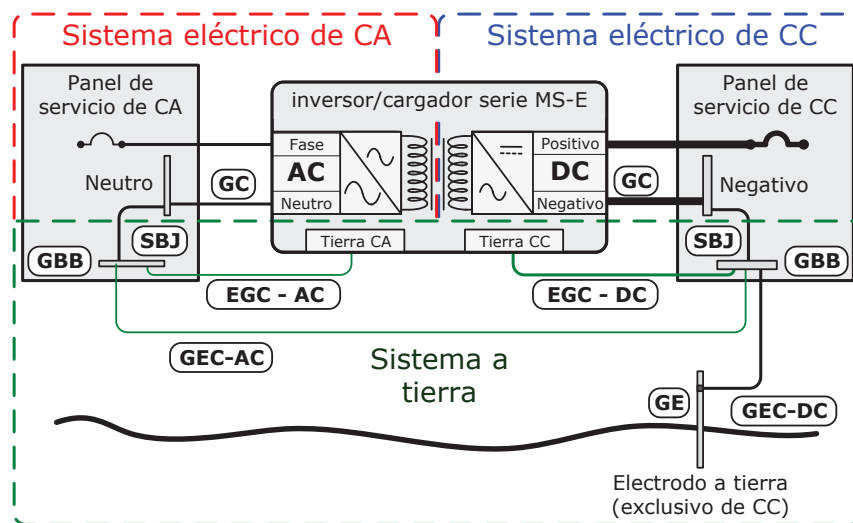 Sistema eléctrico de CA
Sistema eléctrico de CC
Panel de
servicio de CA
inversor/cargador serie MS-E
Panel de
servicio de CC
Fase
AC
Neutro
Positivo
DC
Negativo
Neutro
GC
GC
Negativo
SBJ
GBB
Tierra CA
Tierra CC
SBJ
GBB
EGC - AC
EGC - DC
GEC-AC
Sistema a
tierra
GE
GEC-DC
Electrodo a tierra
(exclusivo de CC)